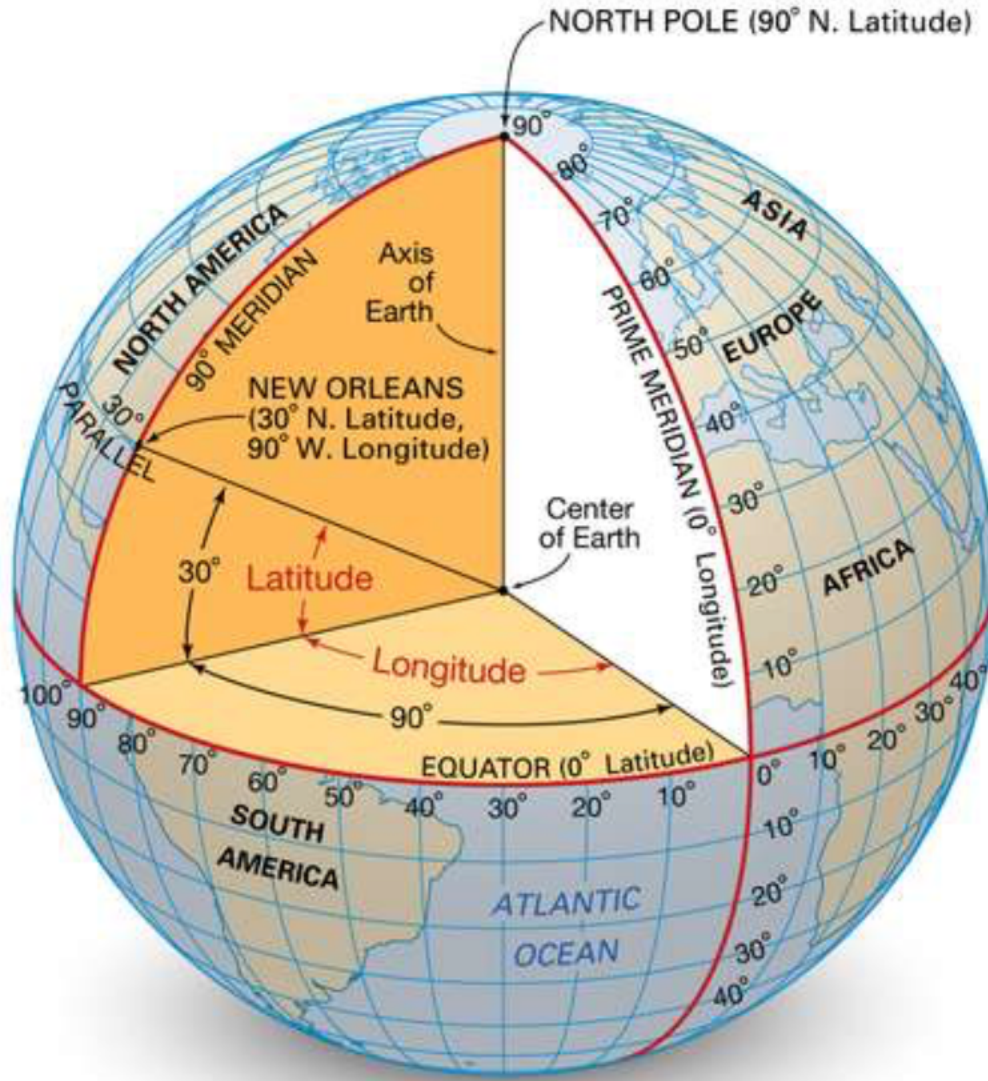 NORTH POLE (90° N. Latitude)
90°
80°
70°
60°
50°
40°
30°
20°
10°
ASIA
EUROPE
AFRICA
NORTH AMERICA
90° MERIDIAN
Axis
of
Earth
PRIME MERIDIAN (0° Longitude)
NEW ORLEANS
(30° N. Latitude,
90° W. Longitude)
30°
PARALLEL
Center
of Earth
30°
Latitude
Longitude
90°
EQUATOR (0° Latitude)
100°
90°
80°
70°
60°
50°
40°
30°
20°
10°
0°
10°
20°
30°
40°
10°
20°
30°
40°
SOUTH
AMERICA
ATLANTIC
OCEAN